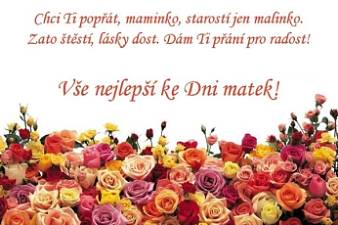 Chci Ti popřát, maminko, starostí jen malinko.
Zato štěstí, lásky dost. Dám Ti přání pro radost!
Vše nejlepší ke Dni matek!